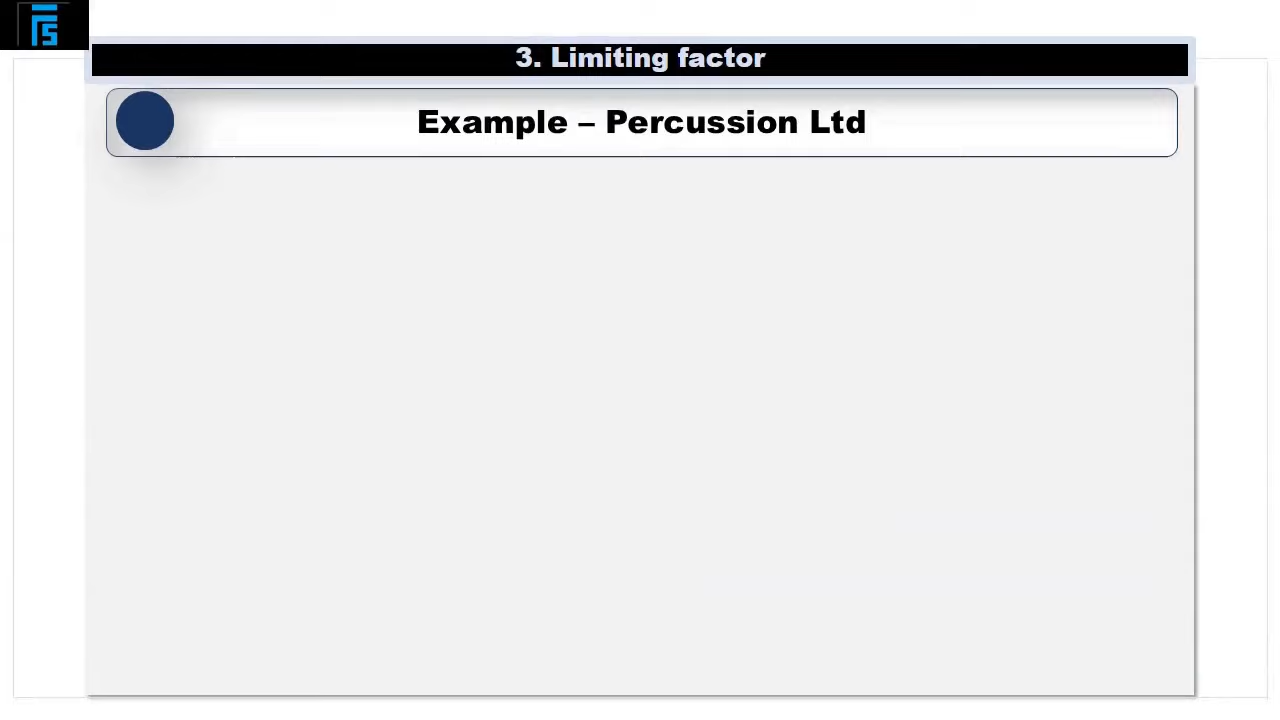 3. Limiting factor
Example – Percussion Ltd